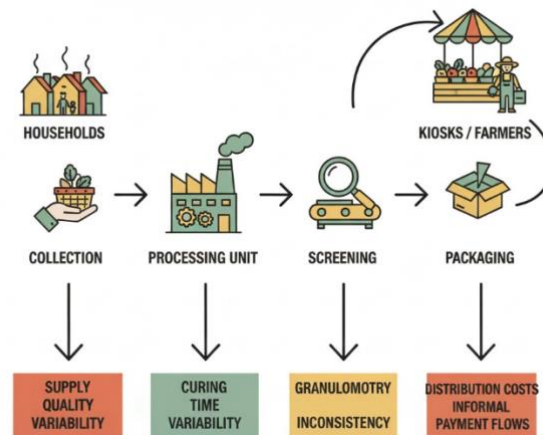 HOUSEHOLDS
KIOSKS / FARMERS
COLLECTION
PROCESSING UNIT
SCREENING
PACKAGING
SUPPLY
QUALITY
VARIABILITY
CURING
TIME
VARIABILITY
GRANULOMOTRY
INCONSISTENCY
DISTRIBUTION COSTS
INFORMAL
PAYMENT FLOWS